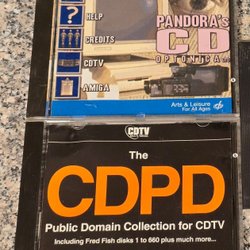 HELP
CREDITS
CDTV
AMIGA
PANDORA's
CD
OPTONICA
Arts & Leisure
For All Ages
CDTV
The
CDPD
Public Domain Collection for CDTV
Including Fred Fish disks 1 to 660 plus much more...